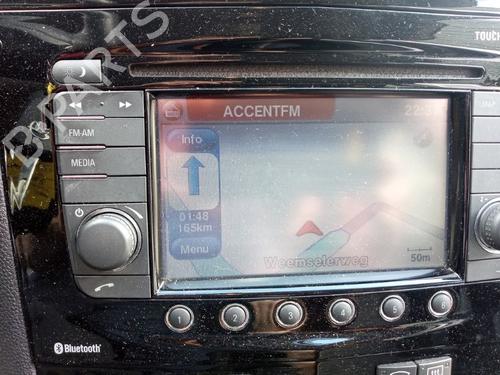 TOUCH
ACCENTFM
22:
FM-AM
MEDIA
Info
01:48
165km
Menu
Weemselerweg
50m
1
2
3
4
5
6
Bluetooth
B-PARTS